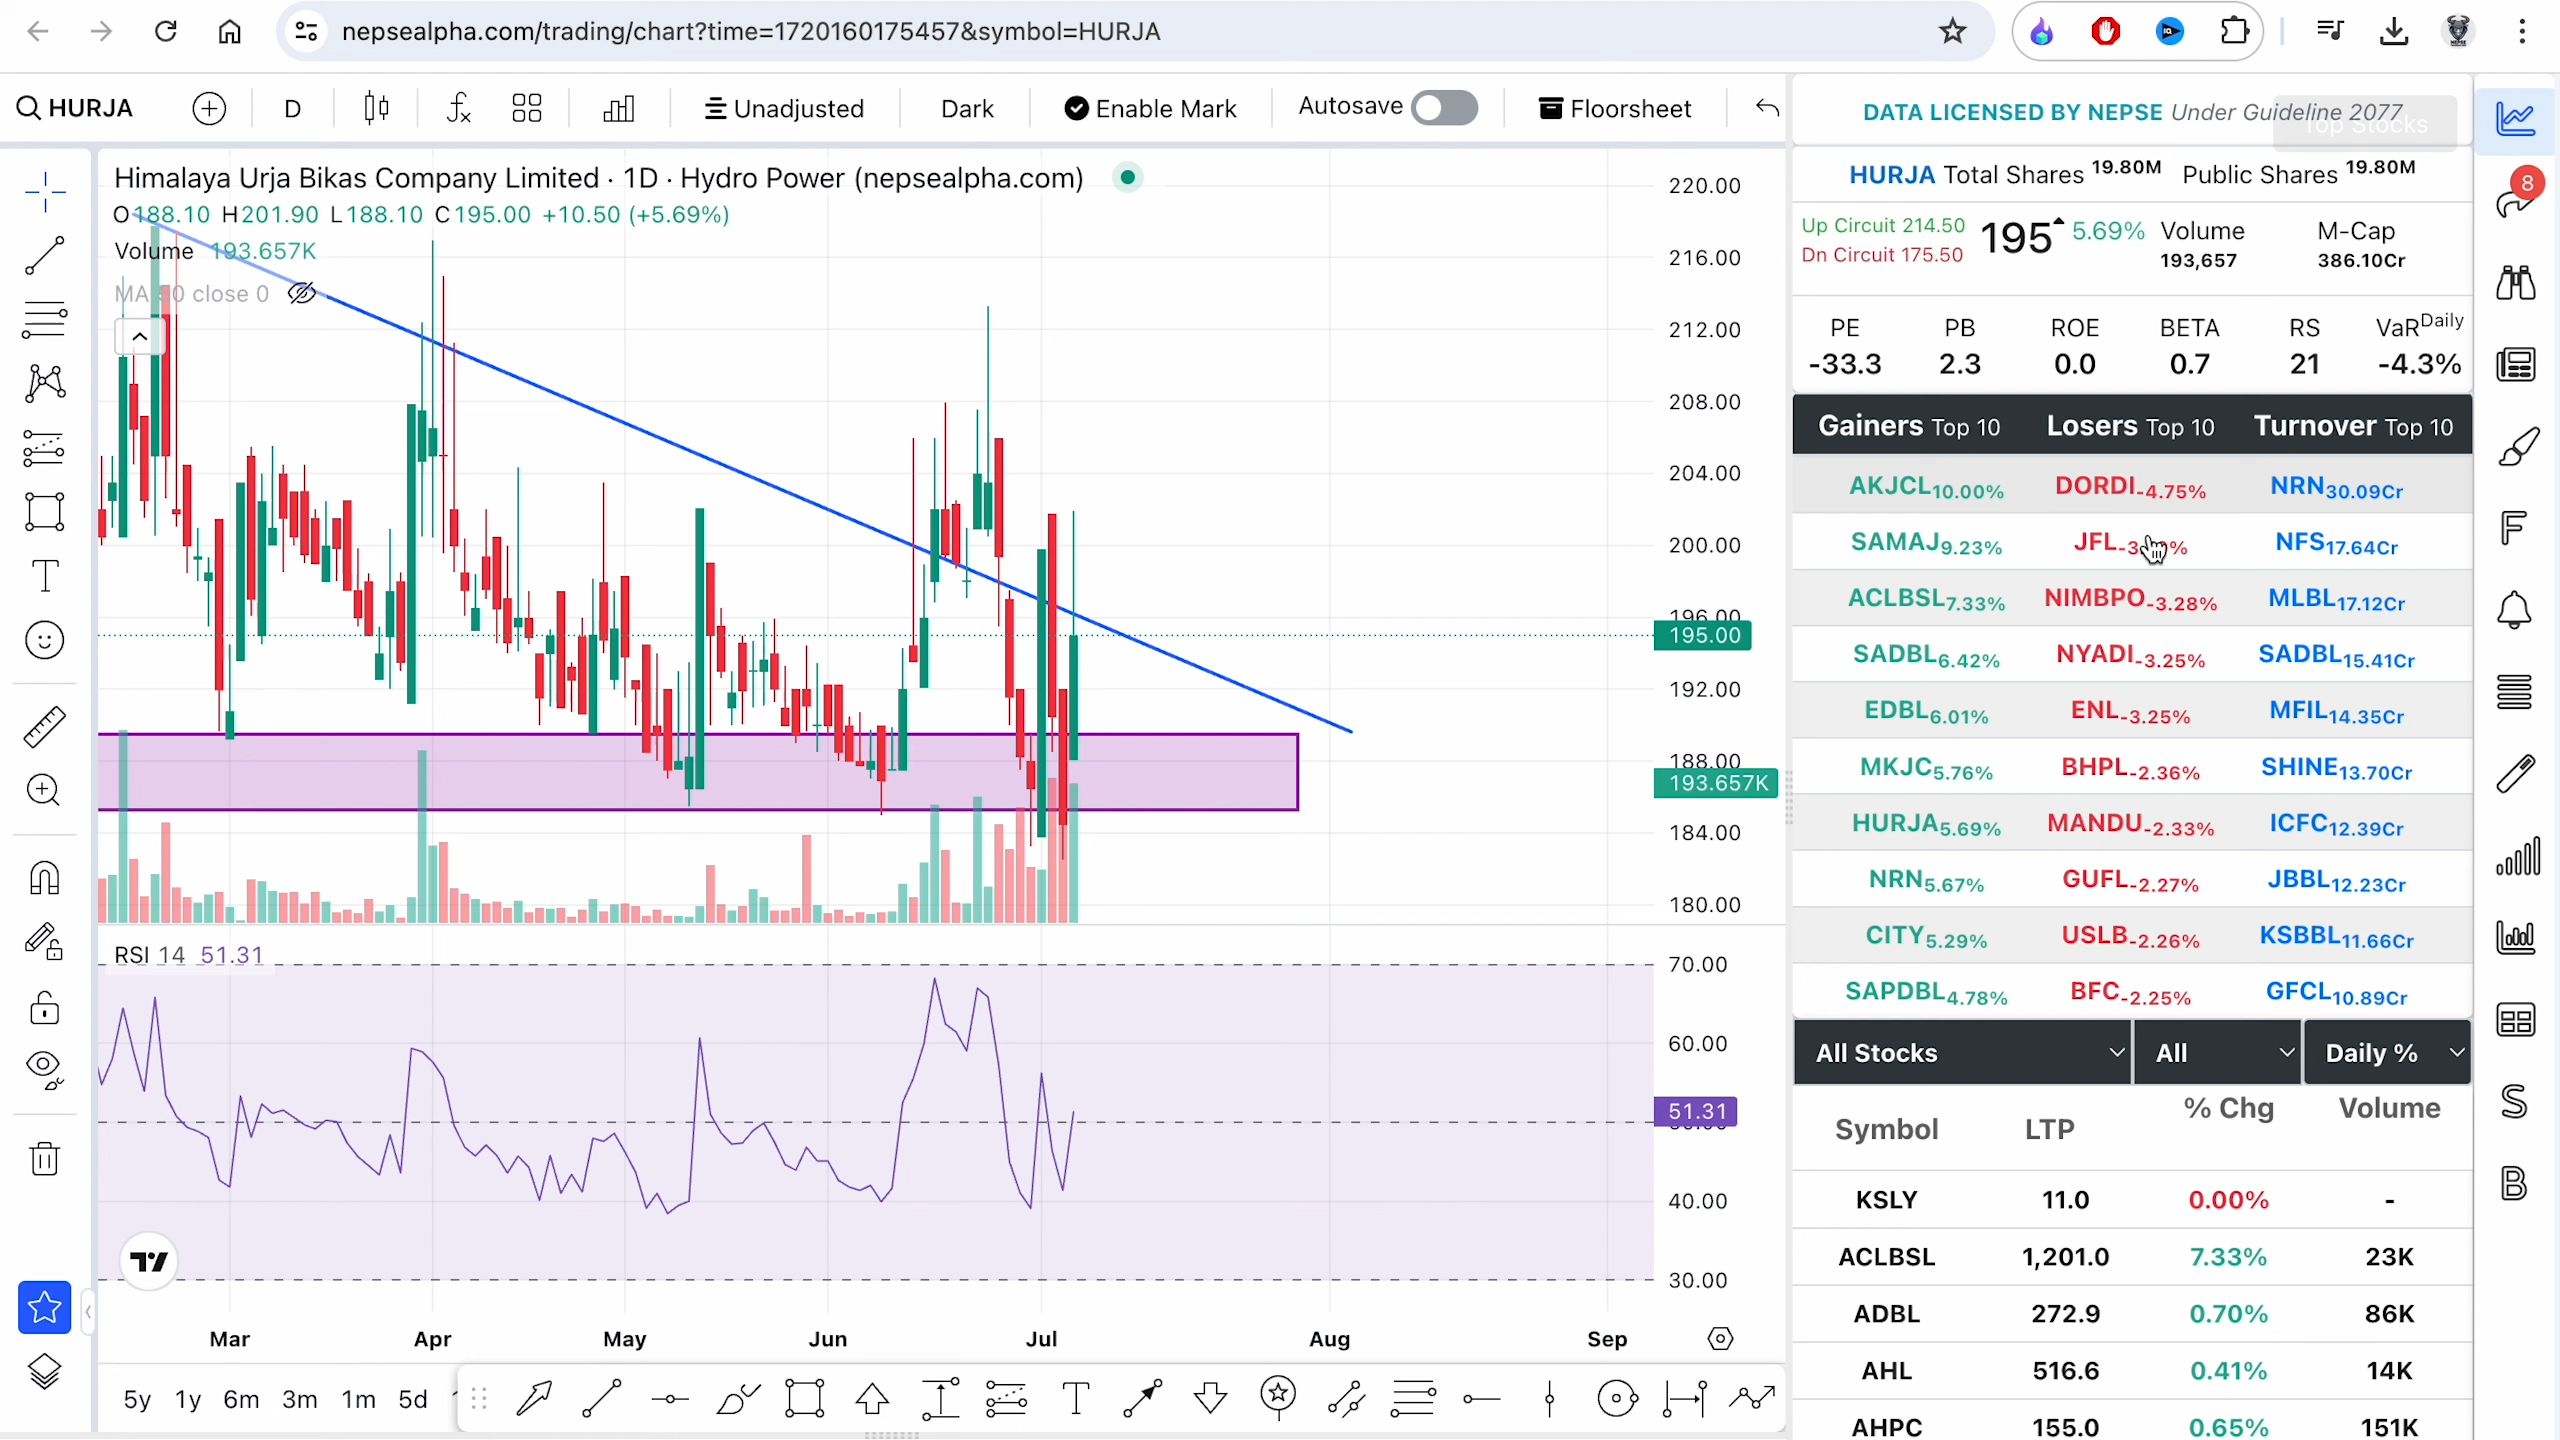 nepsealpha.com/trading/chart?time=1720160175457&symbol=HURJA
HURJA
D
Unadjusted
Dark
Enable Mark
Autosave
Floorsheet
DATA LICENSED BY NEPSE Under Guideline 2077
Top Stocks
8
Himalaya Urja Bikas Company Limited · 1D · Hydro Power (nepsealpha.com)
O188.10 H201.90 L188.10 C195.00 +10.50 (+5.69%)
Volume 193.657K
close 0
HURJA Total Shares 19.80M Public Shares 19.80M
Up Circuit 214.50
Dn Circuit 175.50
195 5.69%
Volume
193,657
M-Cap
386.10Cr
PE PB ROE BETA RS VaR Daily
-33.3 2.3 0.0 0.7 21 -4.3%
Gainers Top 10 Losers Top 10 Turnover Top 10
AKJCL10.00% DORDI-4.75% NRN30.09Cr
SAMAJ9.23% JFL NFS17.64Cr
ACLBSL7.33% NIMBPO-3.28% MLBL17.12Cr
SADBL6.42% NYADI-3.25% SADBL15.41Cr
EDBL6.01% ENL-3.25% MFIL14.35Cr
MKJC5.76% BHPL-2.36% SHINE13.70Cr
HURJA5.69% MANDU-2.33% ICFC12.39Cr
NRN5.67% GUFL-2.27% JBBL12.23Cr
CITY5.29% USLB-2.26% KSBBL11.66Cr
SAPDBL4.78% BFC-2.25% GFCL10.89Cr
All Stocks All Daily %
Symbol LTP % Chg Volume
KSLY 11.0 0.00% -
ACLBSL 1,201.0 7.33% 23K
ADBL 272.9 0.70% 86K
AHL 516.6 0.41% 14K
AHPC 155.0 0.65% 151K
220.00
216.00
212.00
208.00
204.00
200.00
196.00
195.00
192.00
188.00
193.657K
184.00
180.00
RSI 14 51.31
70.00
60.00
51.31
40.00
30.00
Mar Apr May Jun Jul Aug Sep
5y 1y 6m 3m 1m 5d
T
T
F
S
B